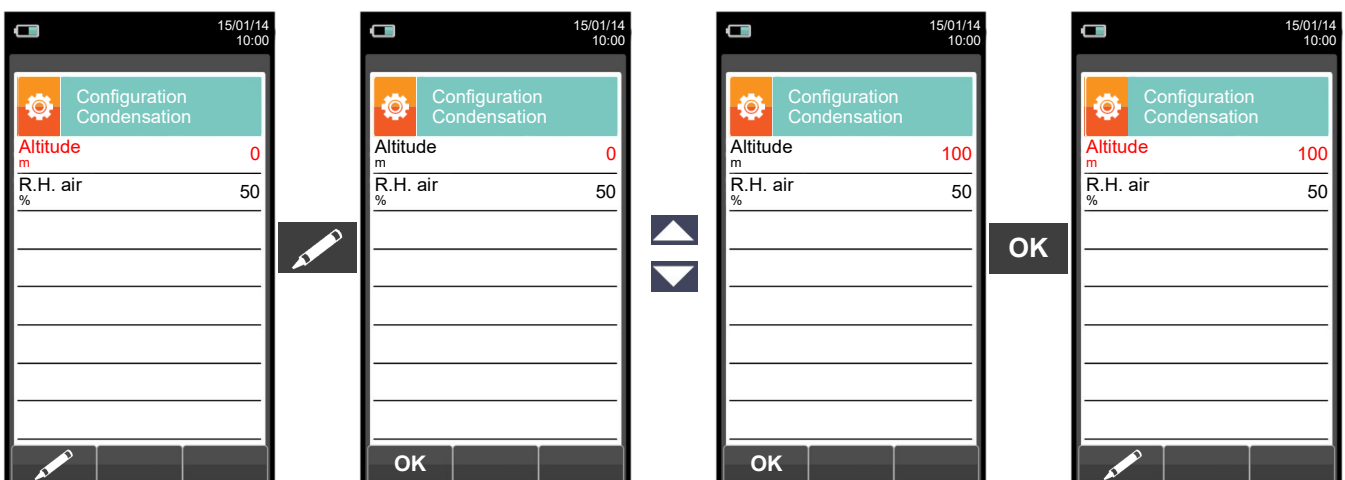 15/01/14
10:00
Configuration
Condensation
Altitude
m
0
R.H. air
%
50
15/01/14
10:00
Configuration
Condensation
Altitude
m
0
R.H. air
%
50
OK
15/01/14
10:00
Configuration
Condensation
Altitude
m
100
R.H. air
%
50
OK
OK
15/01/14
10:00
Configuration
Condensation
Altitude
m
100
R.H. air
%
50